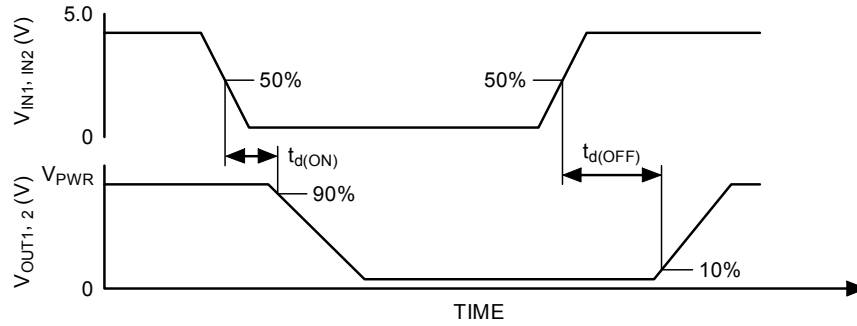 5.0
V_IN1, IN2 (V)
50%
50%
0
t_d(ON)
t_d(OFF)
V_PWR
V_OUT1, 2 (V)
90%
10%
0
TIME